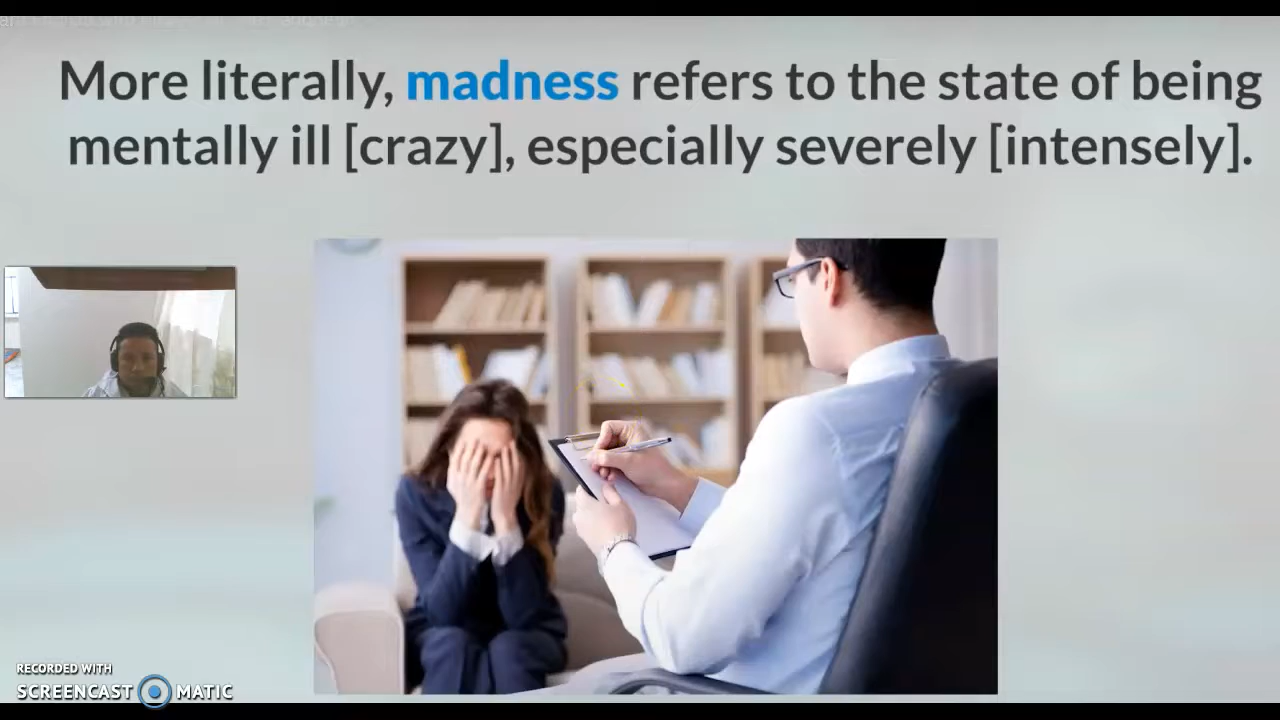 More literally, madness refers to the state of being
mentally ill [crazy], especially severely [intensely].
RECORDED WITH
SCREENCAST MATIC